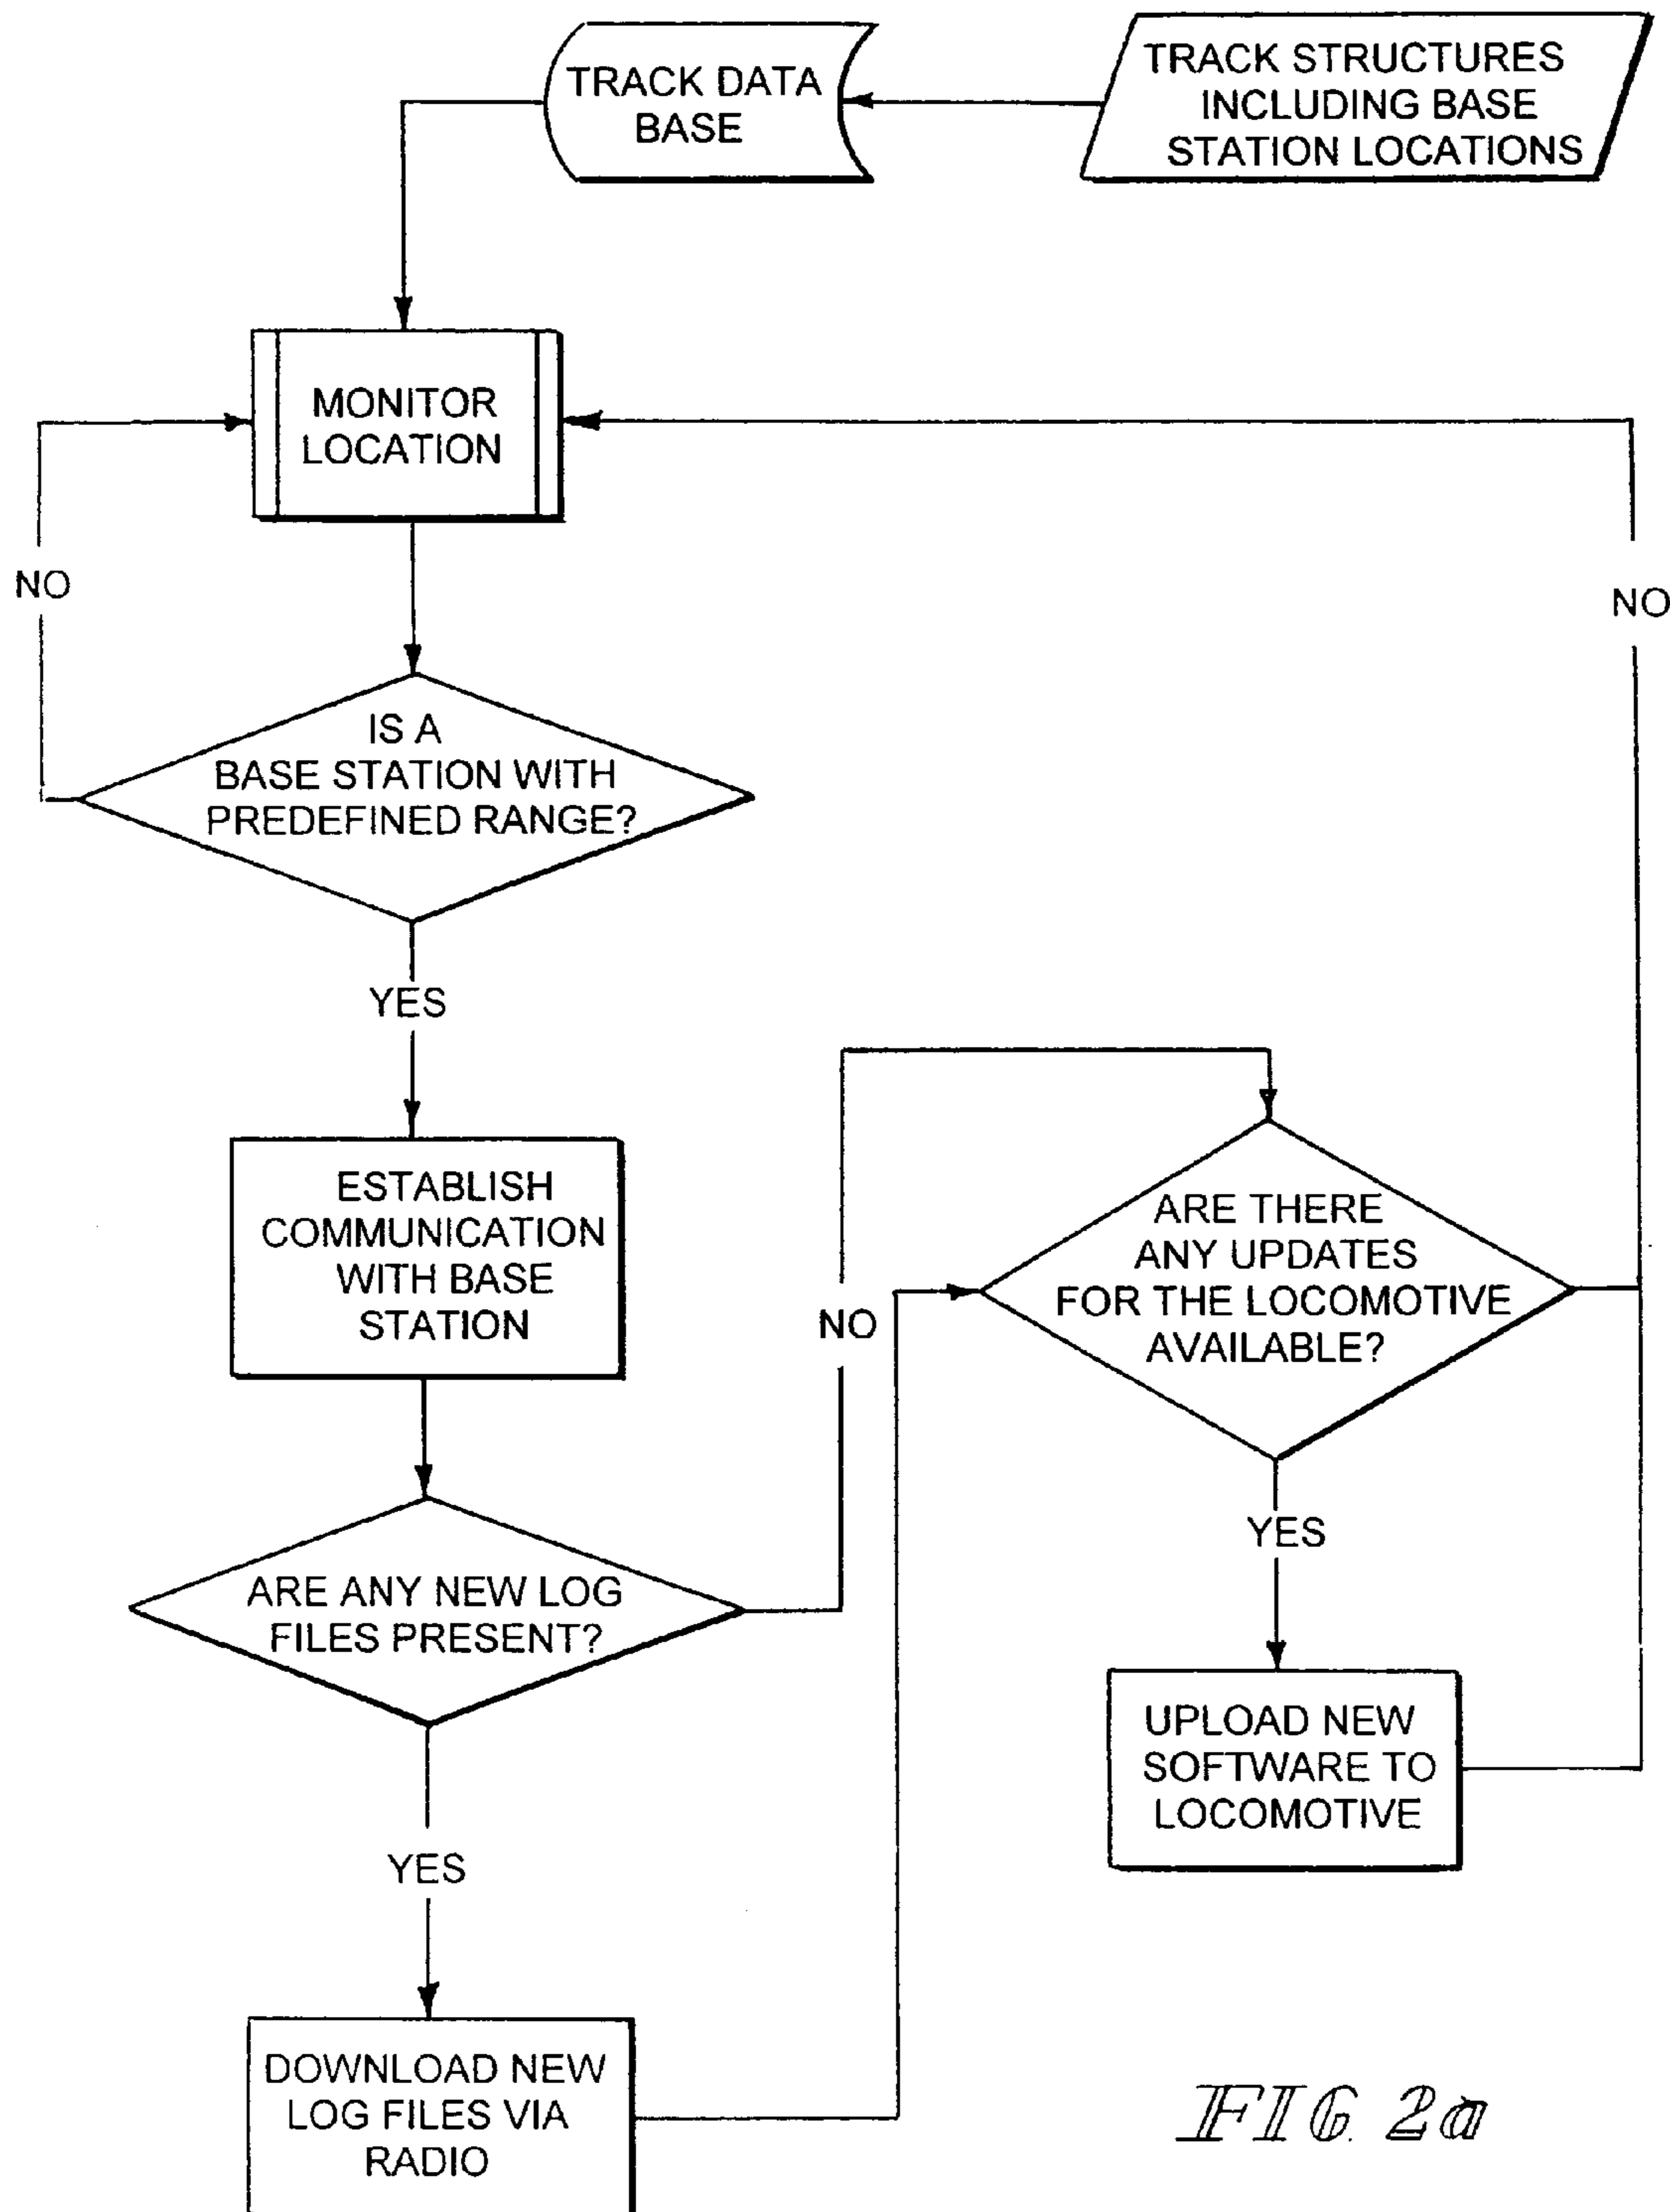 TRACK DATA
BASE
TRACK STRUCTURES
INCLUDING BASE
STATION LOCATIONS
MONITOR
LOCATION
NO
NO
IS A
BASE STATION WITH
PREDEFINED RANGE?
YES
ESTABLISH
COMMUNICATION
WITH BASE
STATION
NO
ARE THERE
ANY UPDATES
FOR THE LOCOMOTIVE
AVAILABLE?
YES
ARE ANY NEW LOG
FILES PRESENT?
UPLOAD NEW
SOFTWARE TO
LOCOMOTIVE
YES
DOWNLOAD NEW
LOG FILES VIA
RADIO
FIG. 2a